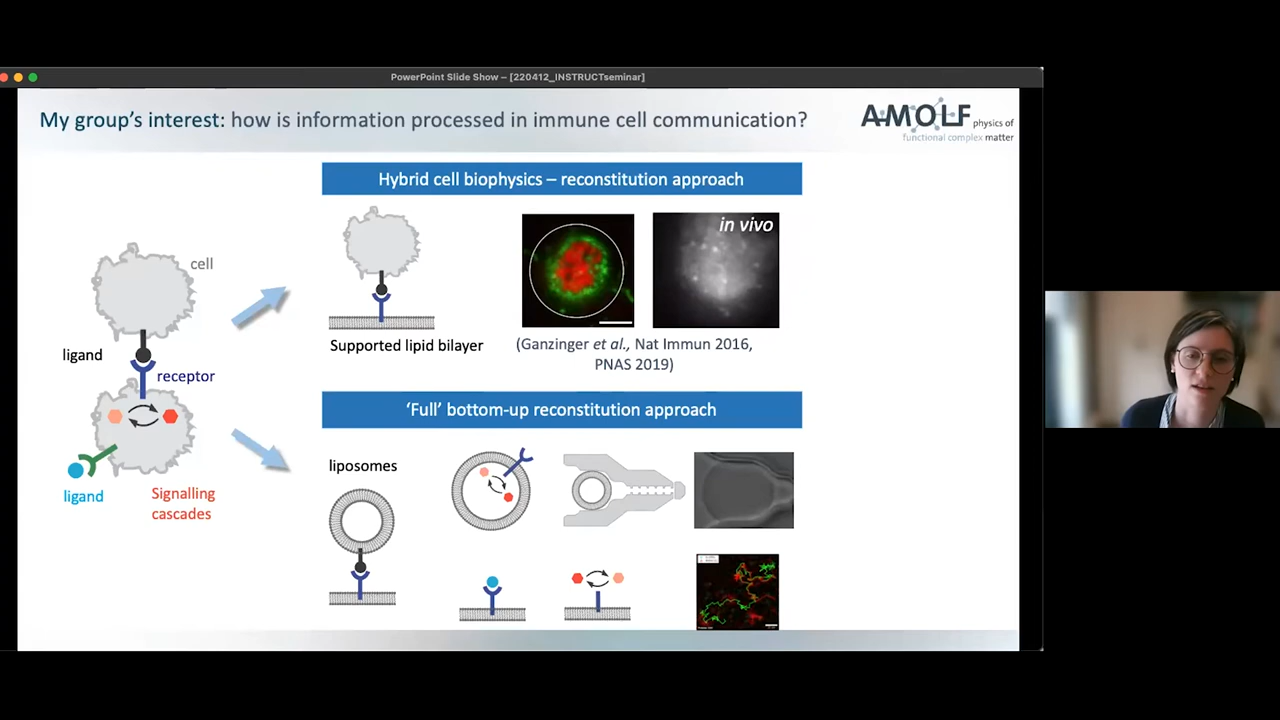 PowerPoint Slide Show – [220412_INSTRUCTseminar]
My group's interest: how is information processed in immune cell communication?
AMOLF physics of
functional complex matter
Hybrid cell biophysics – reconstitution approach
in vivo
cell
ligand
receptor
Supported lipid bilayer
(Ganzinger et al., Nat Immun 2016,
PNAS 2019)
'Full' bottom-up reconstitution approach
liposomes
ligand
Signalling
cascades